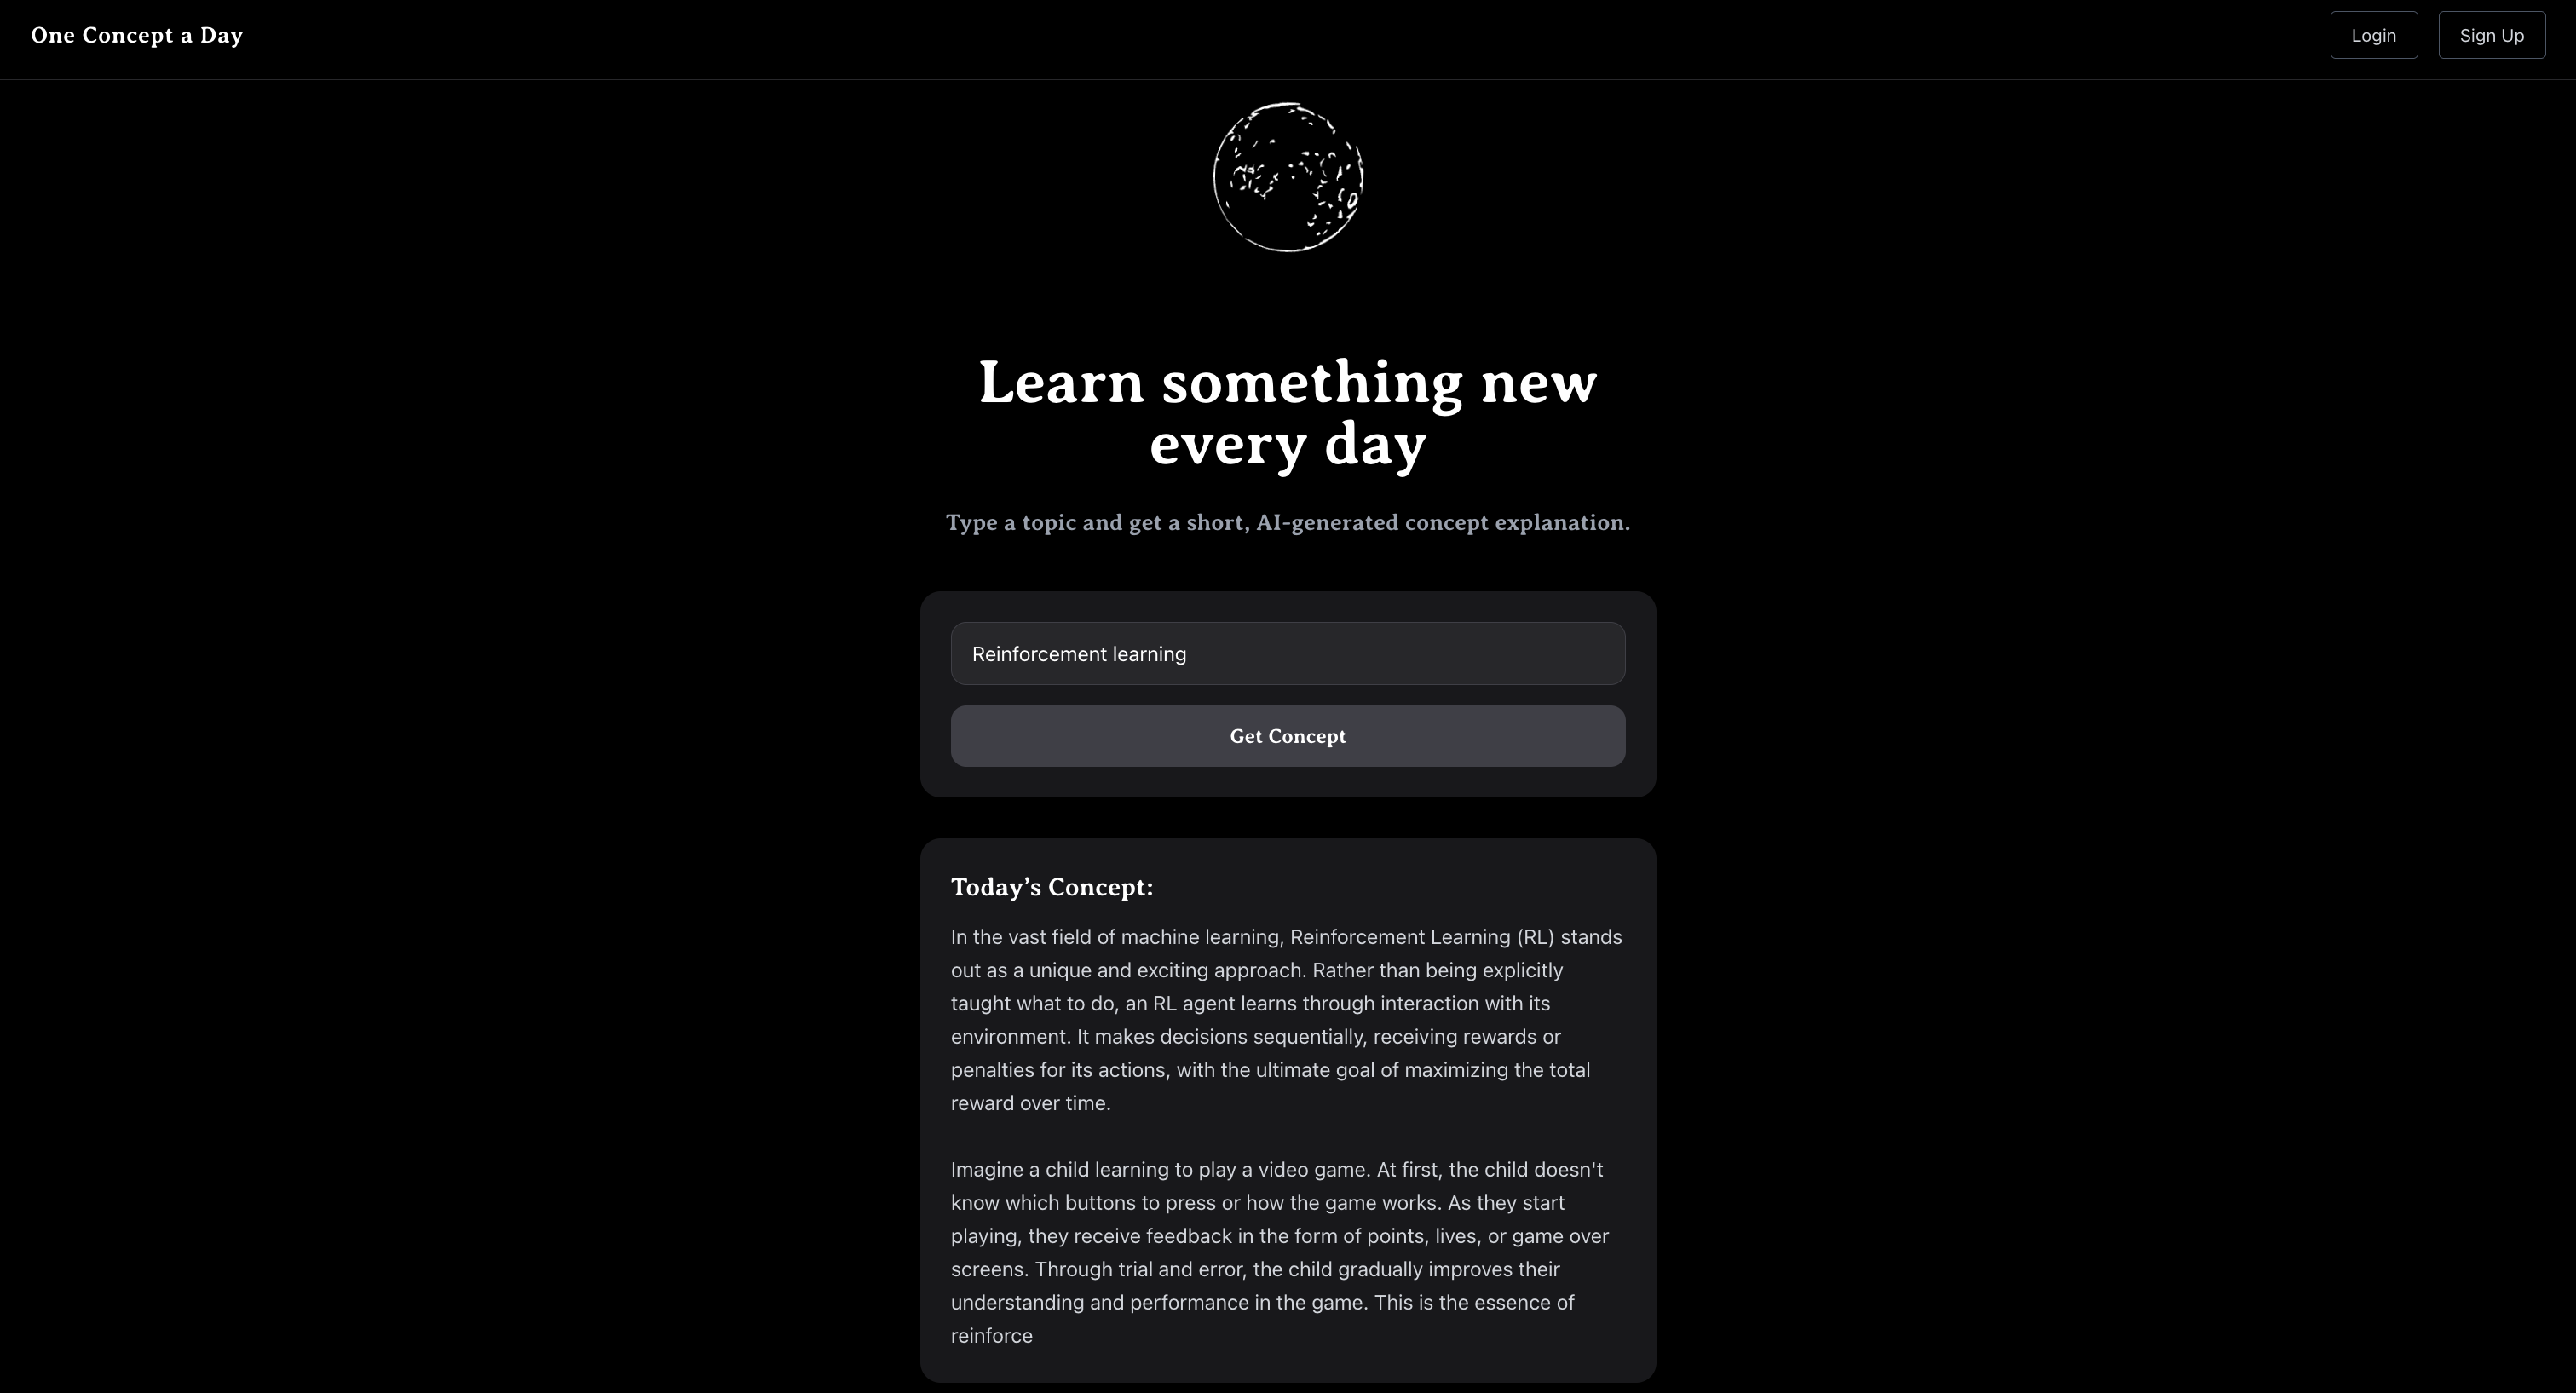 One Concept a Day
Login
Sign Up
Learn something new
every day
Type a topic and get a short, AI-generated concept explanation.
Reinforcement learning
Get Concept
Today’s Concept:
In the vast field of machine learning, Reinforcement Learning (RL) stands
out as a unique and exciting approach. Rather than being explicitly
taught what to do, an RL agent learns through interaction with its
environment. It makes decisions sequentially, receiving rewards or
penalties for its actions, with the ultimate goal of maximizing the total
reward over time.
Imagine a child learning to play a video game. At first, the child doesn't
know which buttons to press or how the game works. As they start
playing, they receive feedback in the form of points, lives, or game over
screens. Through trial and error, the child gradually improves their
understanding and performance in the game. This is the essence of
reinforce